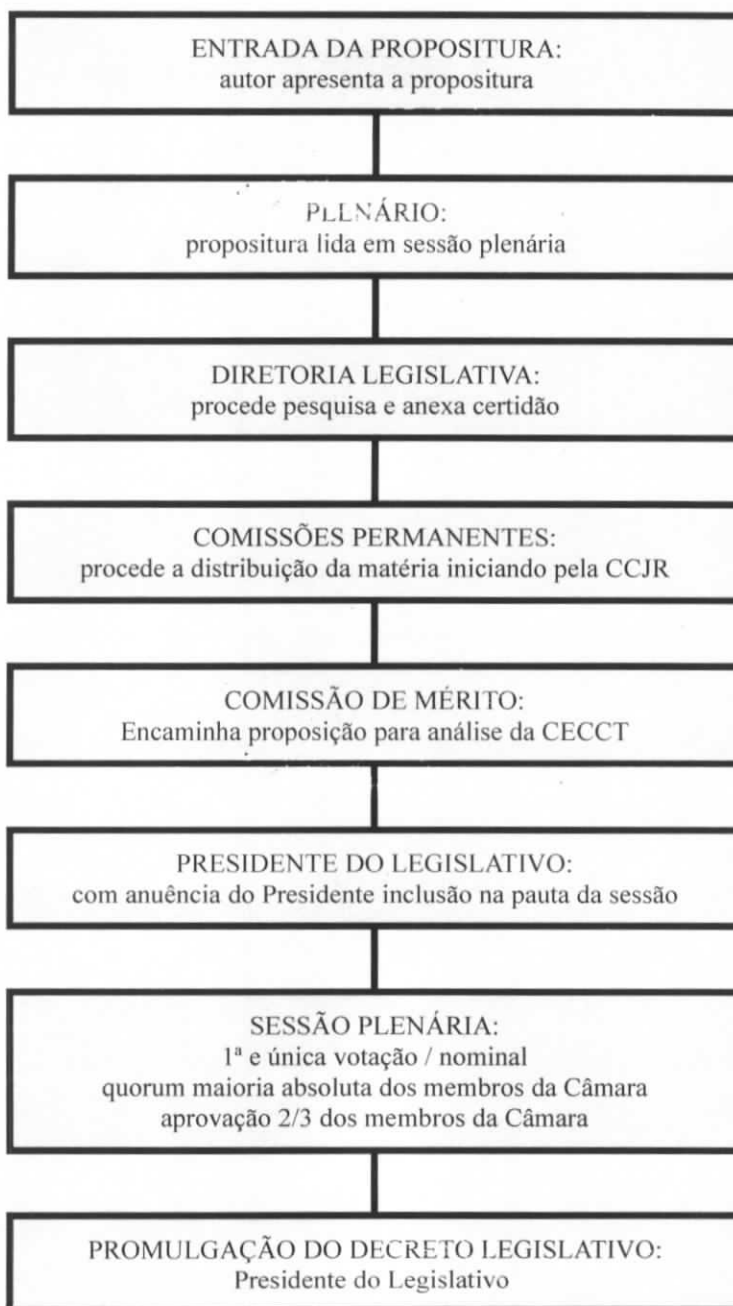 ENTRADA DA PROPOSITURA:
autor apresenta a propositura
PLENÁRIO:
propositura lida em sessão plenária
DIRETORIA LEGISLATIVA:
procede pesquisa e anexa certidão
COMISSÕES PERMANENTES:
procede a distribuição da matéria iniciando pela CCJR
COMISSÃO DE MÉRITO:
Encaminha proposição para análise da CECCT
PRESIDENTE DO LEGISLATIVO:
com anuência do Presidente inclusão na pauta da sessão
SESSÃO PLENÁRIA:
1ª e única votação / nominal
quorum maioria absoluta dos membros da Câmara
aprovação 2/3 dos membros da Câmara
PROMULGAÇÃO DO DECRETO LEGISLATIVO:
Presidente do Legislativo